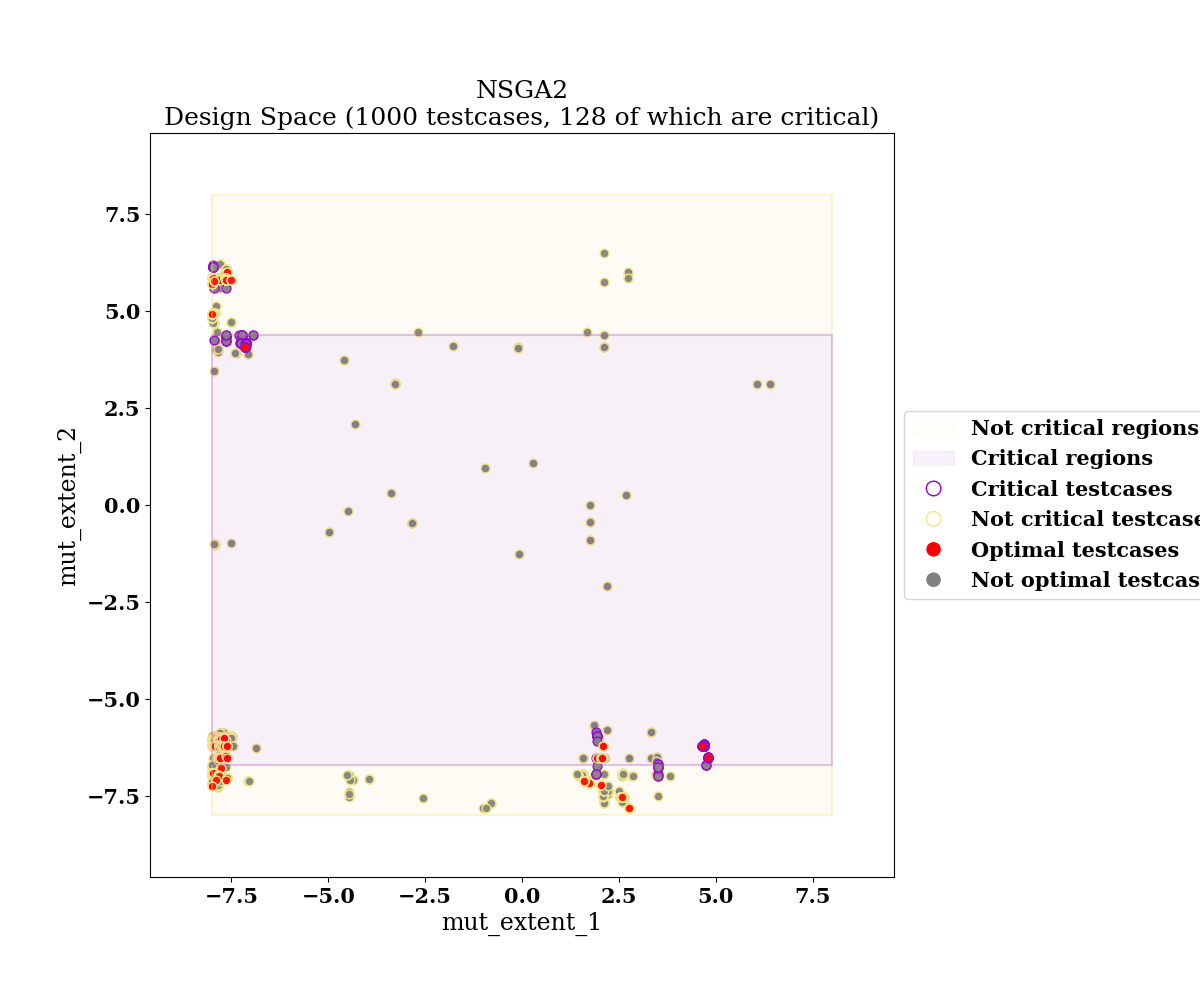 NSGA2
Design Space (1000 testcases, 128 of which are critical)
mut_extent_2
7.5
5.0
2.5
0.0
−2.5
−5.0
−7.5
−7.5 −5.0 −2.5 0.0 2.5 5.0 7.5
mut_extent_1
Not critical regions
Critical regions
Critical testcases
Not critical testcase
Optimal testcases
Not optimal testcas